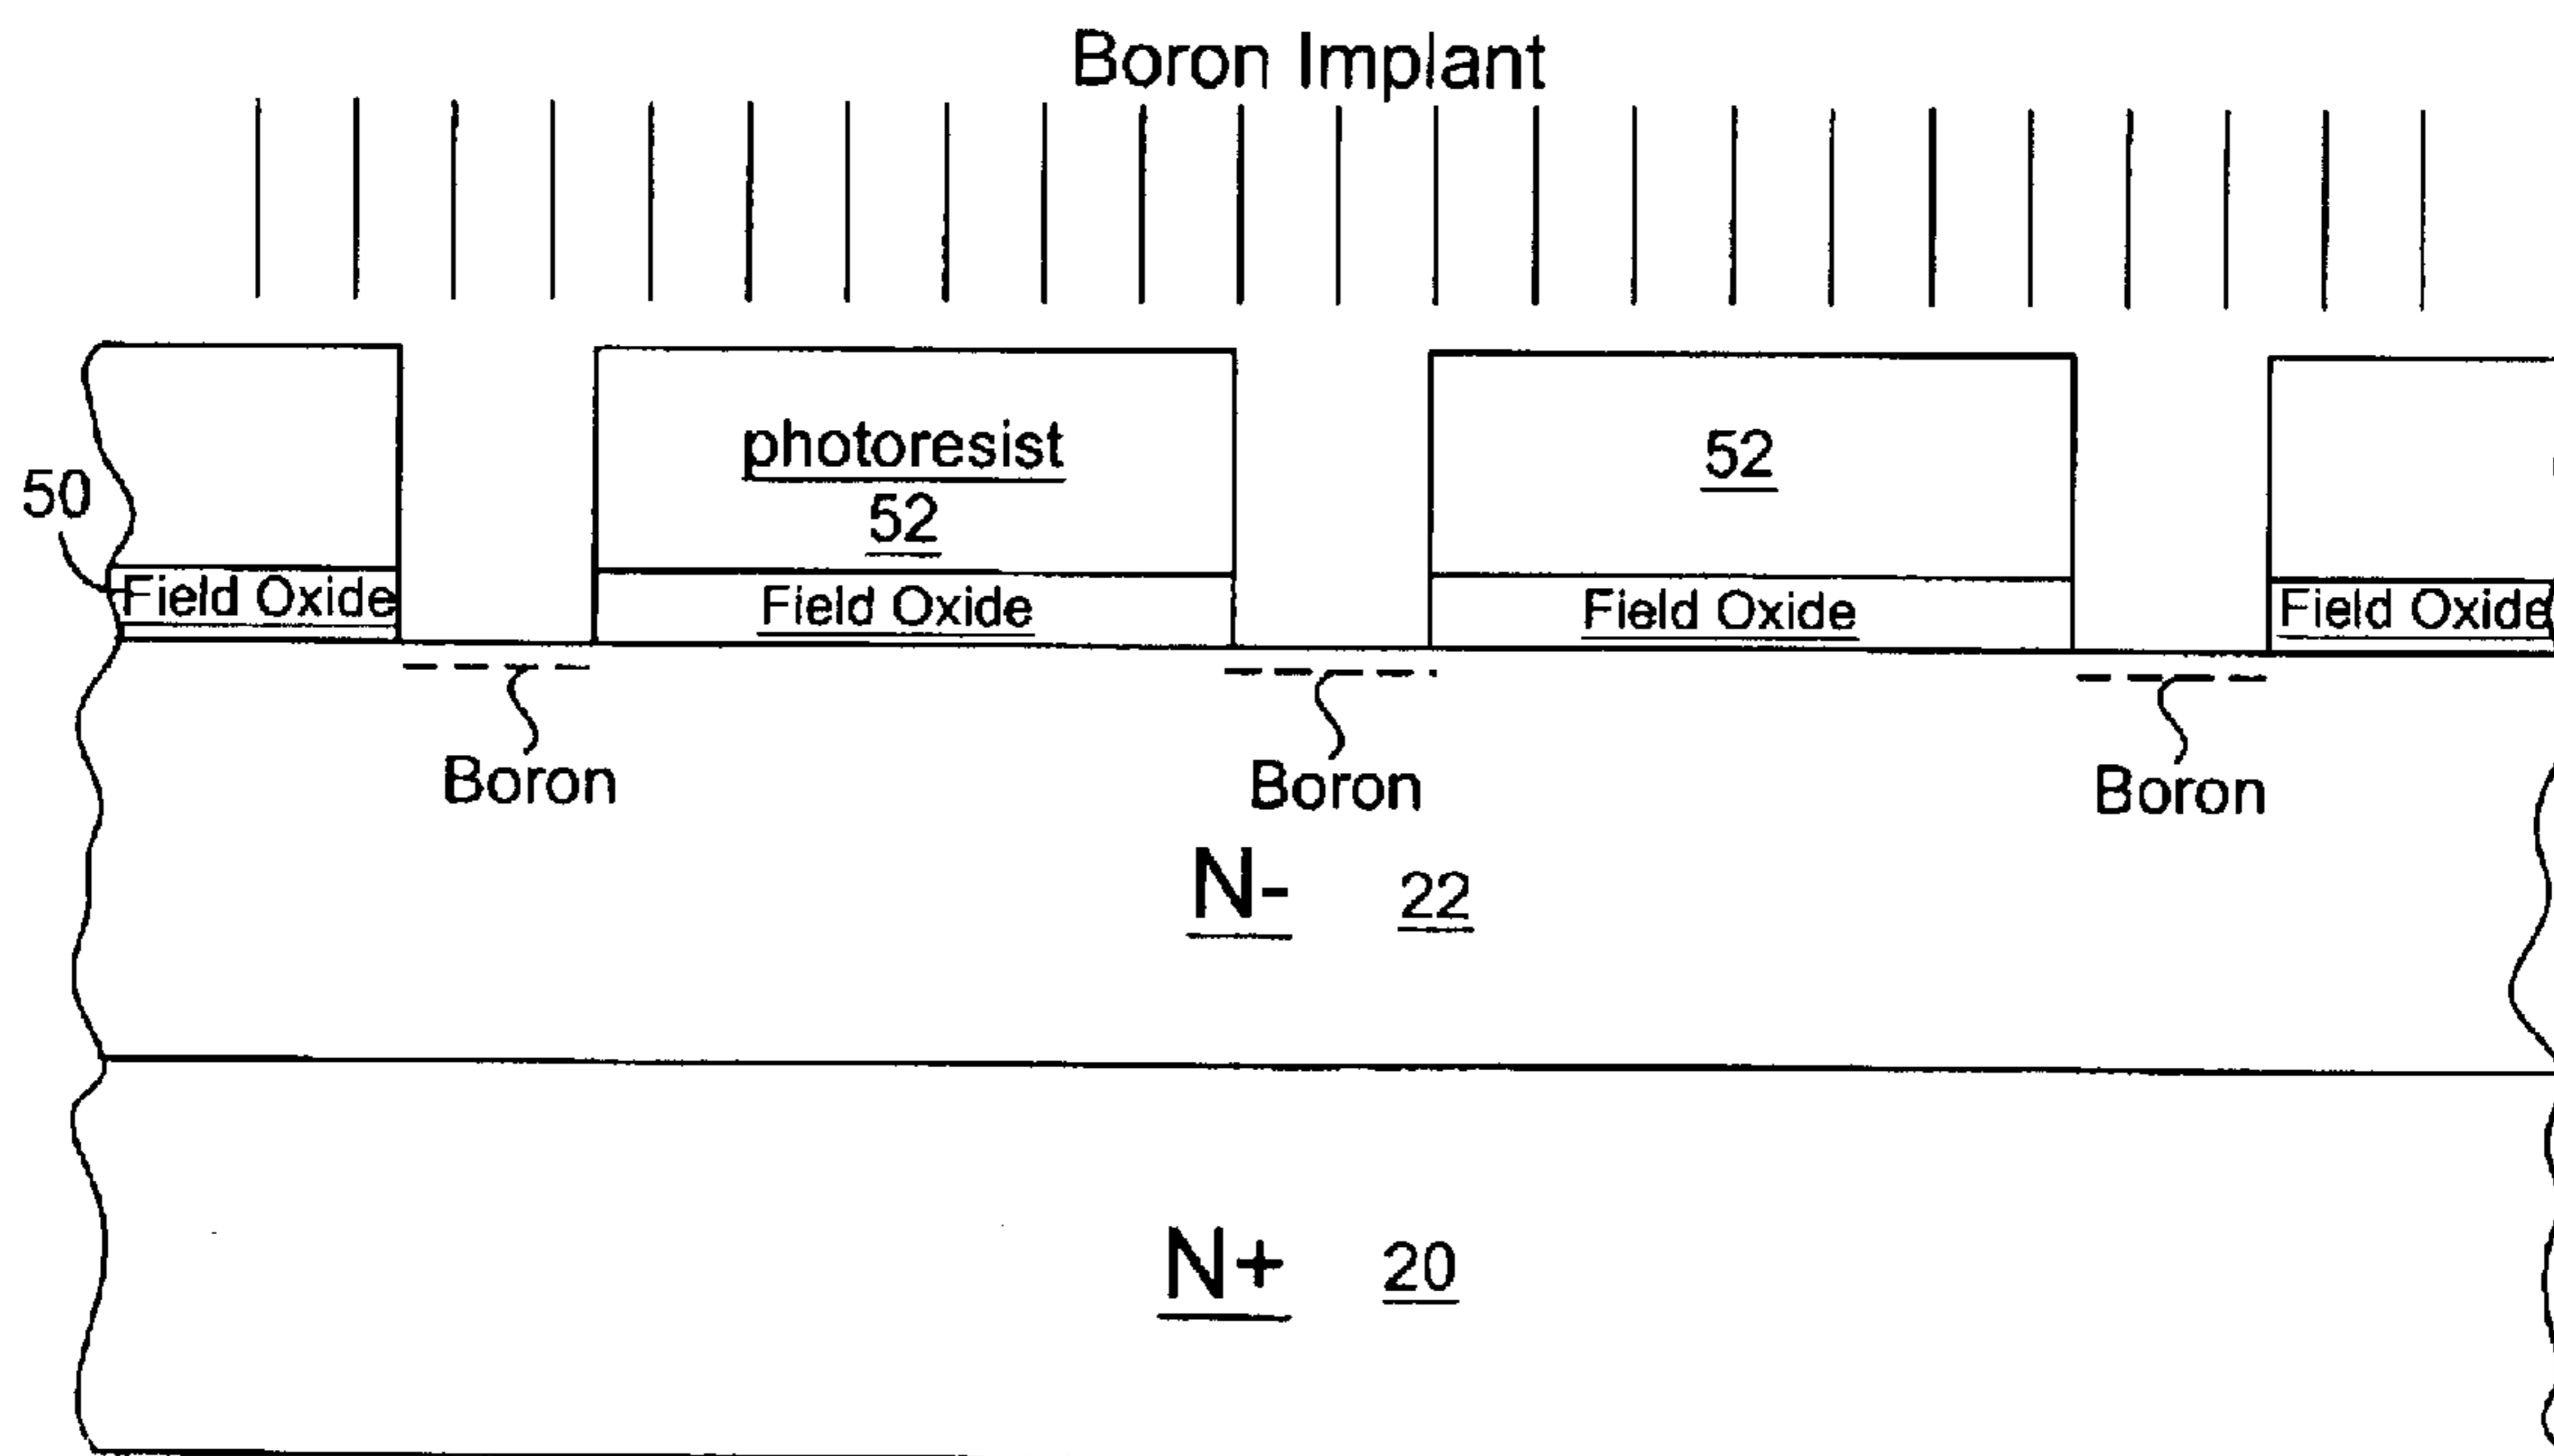 Boron Implant
photoresist
52
52
50
Field Oxide
Field Oxide
Field Oxide
Field Oxide
Boron
Boron
Boron
N- 22
N+ 20